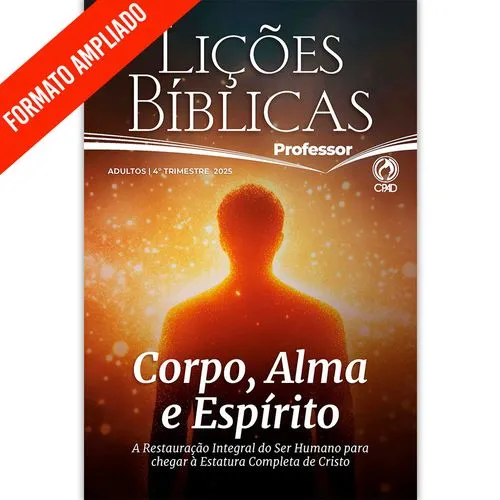 FORMATO AMPLIADO
LIÇÕES
BÍBLICAS
Professor
ADULTOS | 4º TRIMESTRE 2025
CPAD
Corpo, Alma
e Espírito
A Restauração Integral do Ser Humano para
chegar à Estatura Completa de Cristo